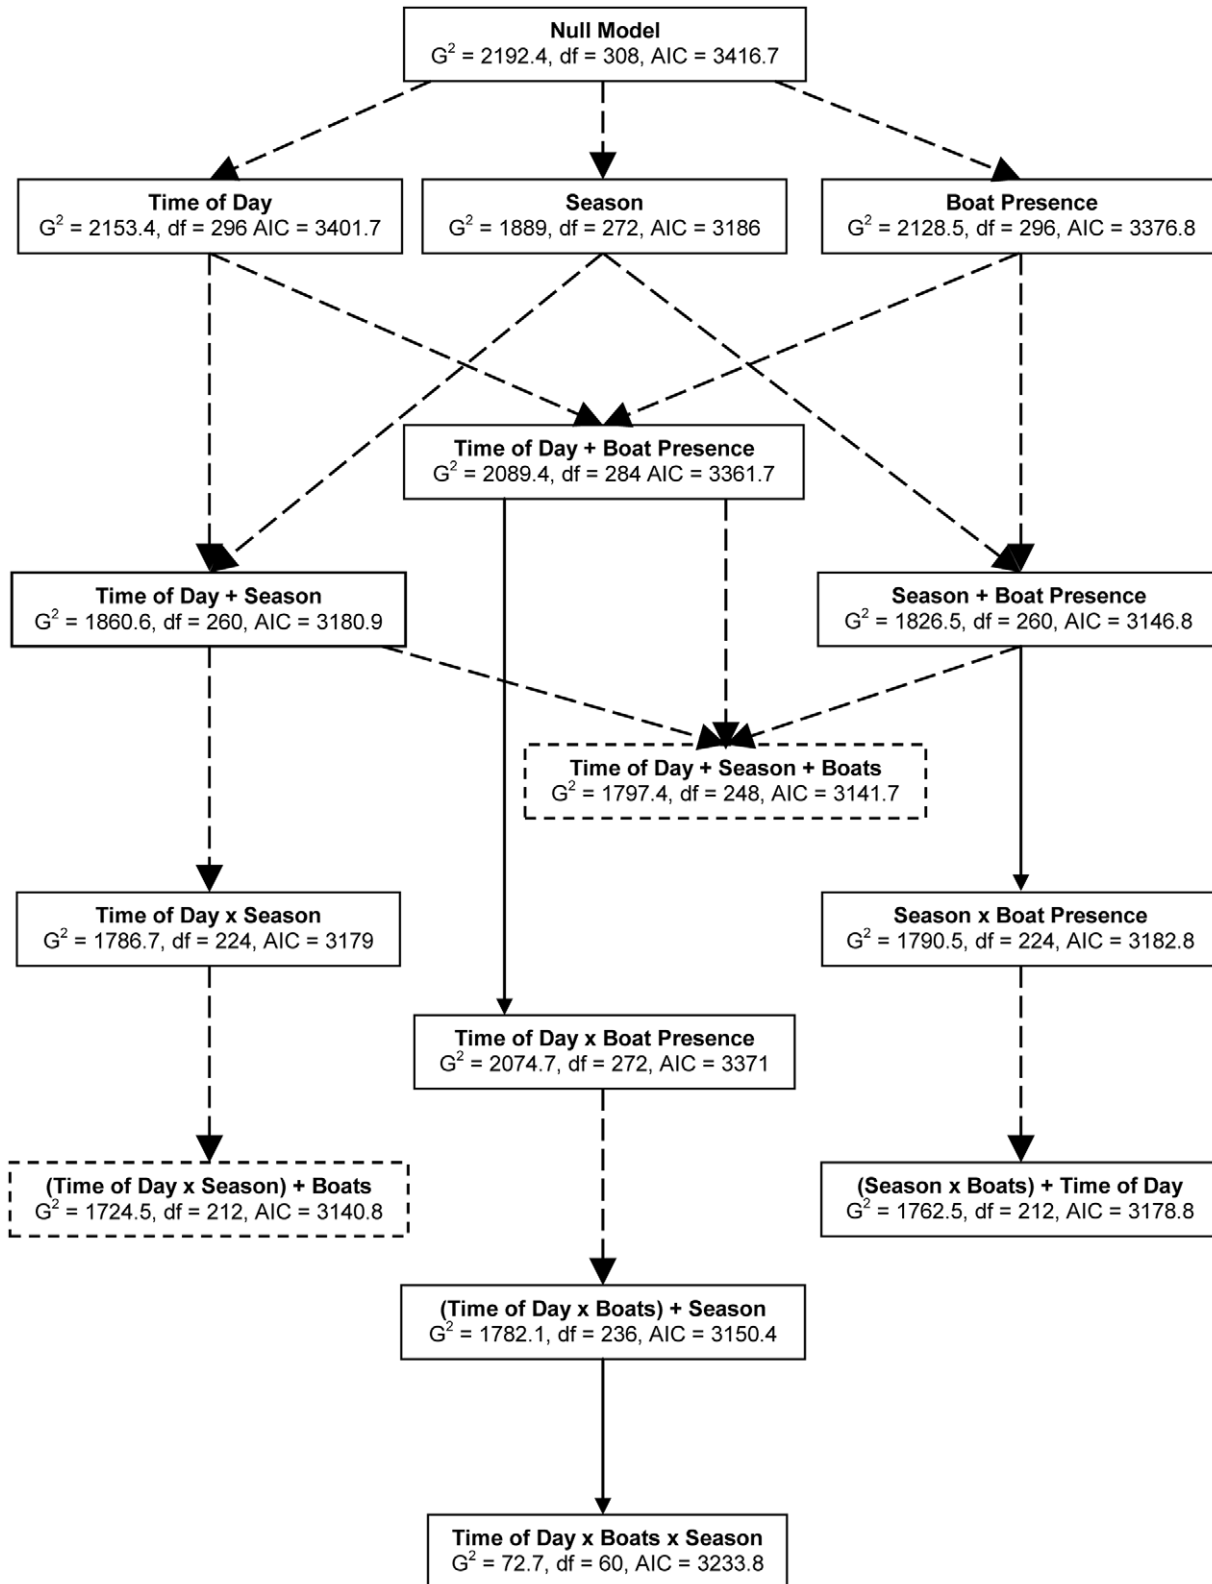 Null Model
G² = 2192.4, df = 308, AIC = 3416.7
Time of Day
G² = 2153.4, df = 296 AIC = 3401.7
Season
G² = 1889, df = 272, AIC = 3186
Boat Presence
G² = 2128.5, df = 296, AIC = 3376.8
Time of Day + Boat Presence
G² = 2089.4, df = 284 AIC = 3361.7
Time of Day + Season
G² = 1860.6, df = 260, AIC = 3180.9
Season + Boat Presence
G² = 1826.5, df = 260, AIC = 3146.8
Time of Day + Season + Boats
G² = 1797.4, df = 248, AIC = 3141.7
Time of Day x Season
G² = 1786.7, df = 224, AIC = 3179
Season x Boat Presence
G² = 1790.5, df = 224, AIC = 3182.8
Time of Day x Boat Presence
G² = 2074.7, df = 272, AIC = 3371
(Time of Day x Season) + Boats
G² = 1724.5, df = 212, AIC = 3140.8
(Season x Boats) + Time of Day
G² = 1762.5, df = 212, AIC = 3178.8
(Time of Day x Boats) + Season
G² = 1782.1, df = 236, AIC = 3150.4
Time of Day x Boats x Season
G² = 72.7, df = 60, AIC = 3233.8